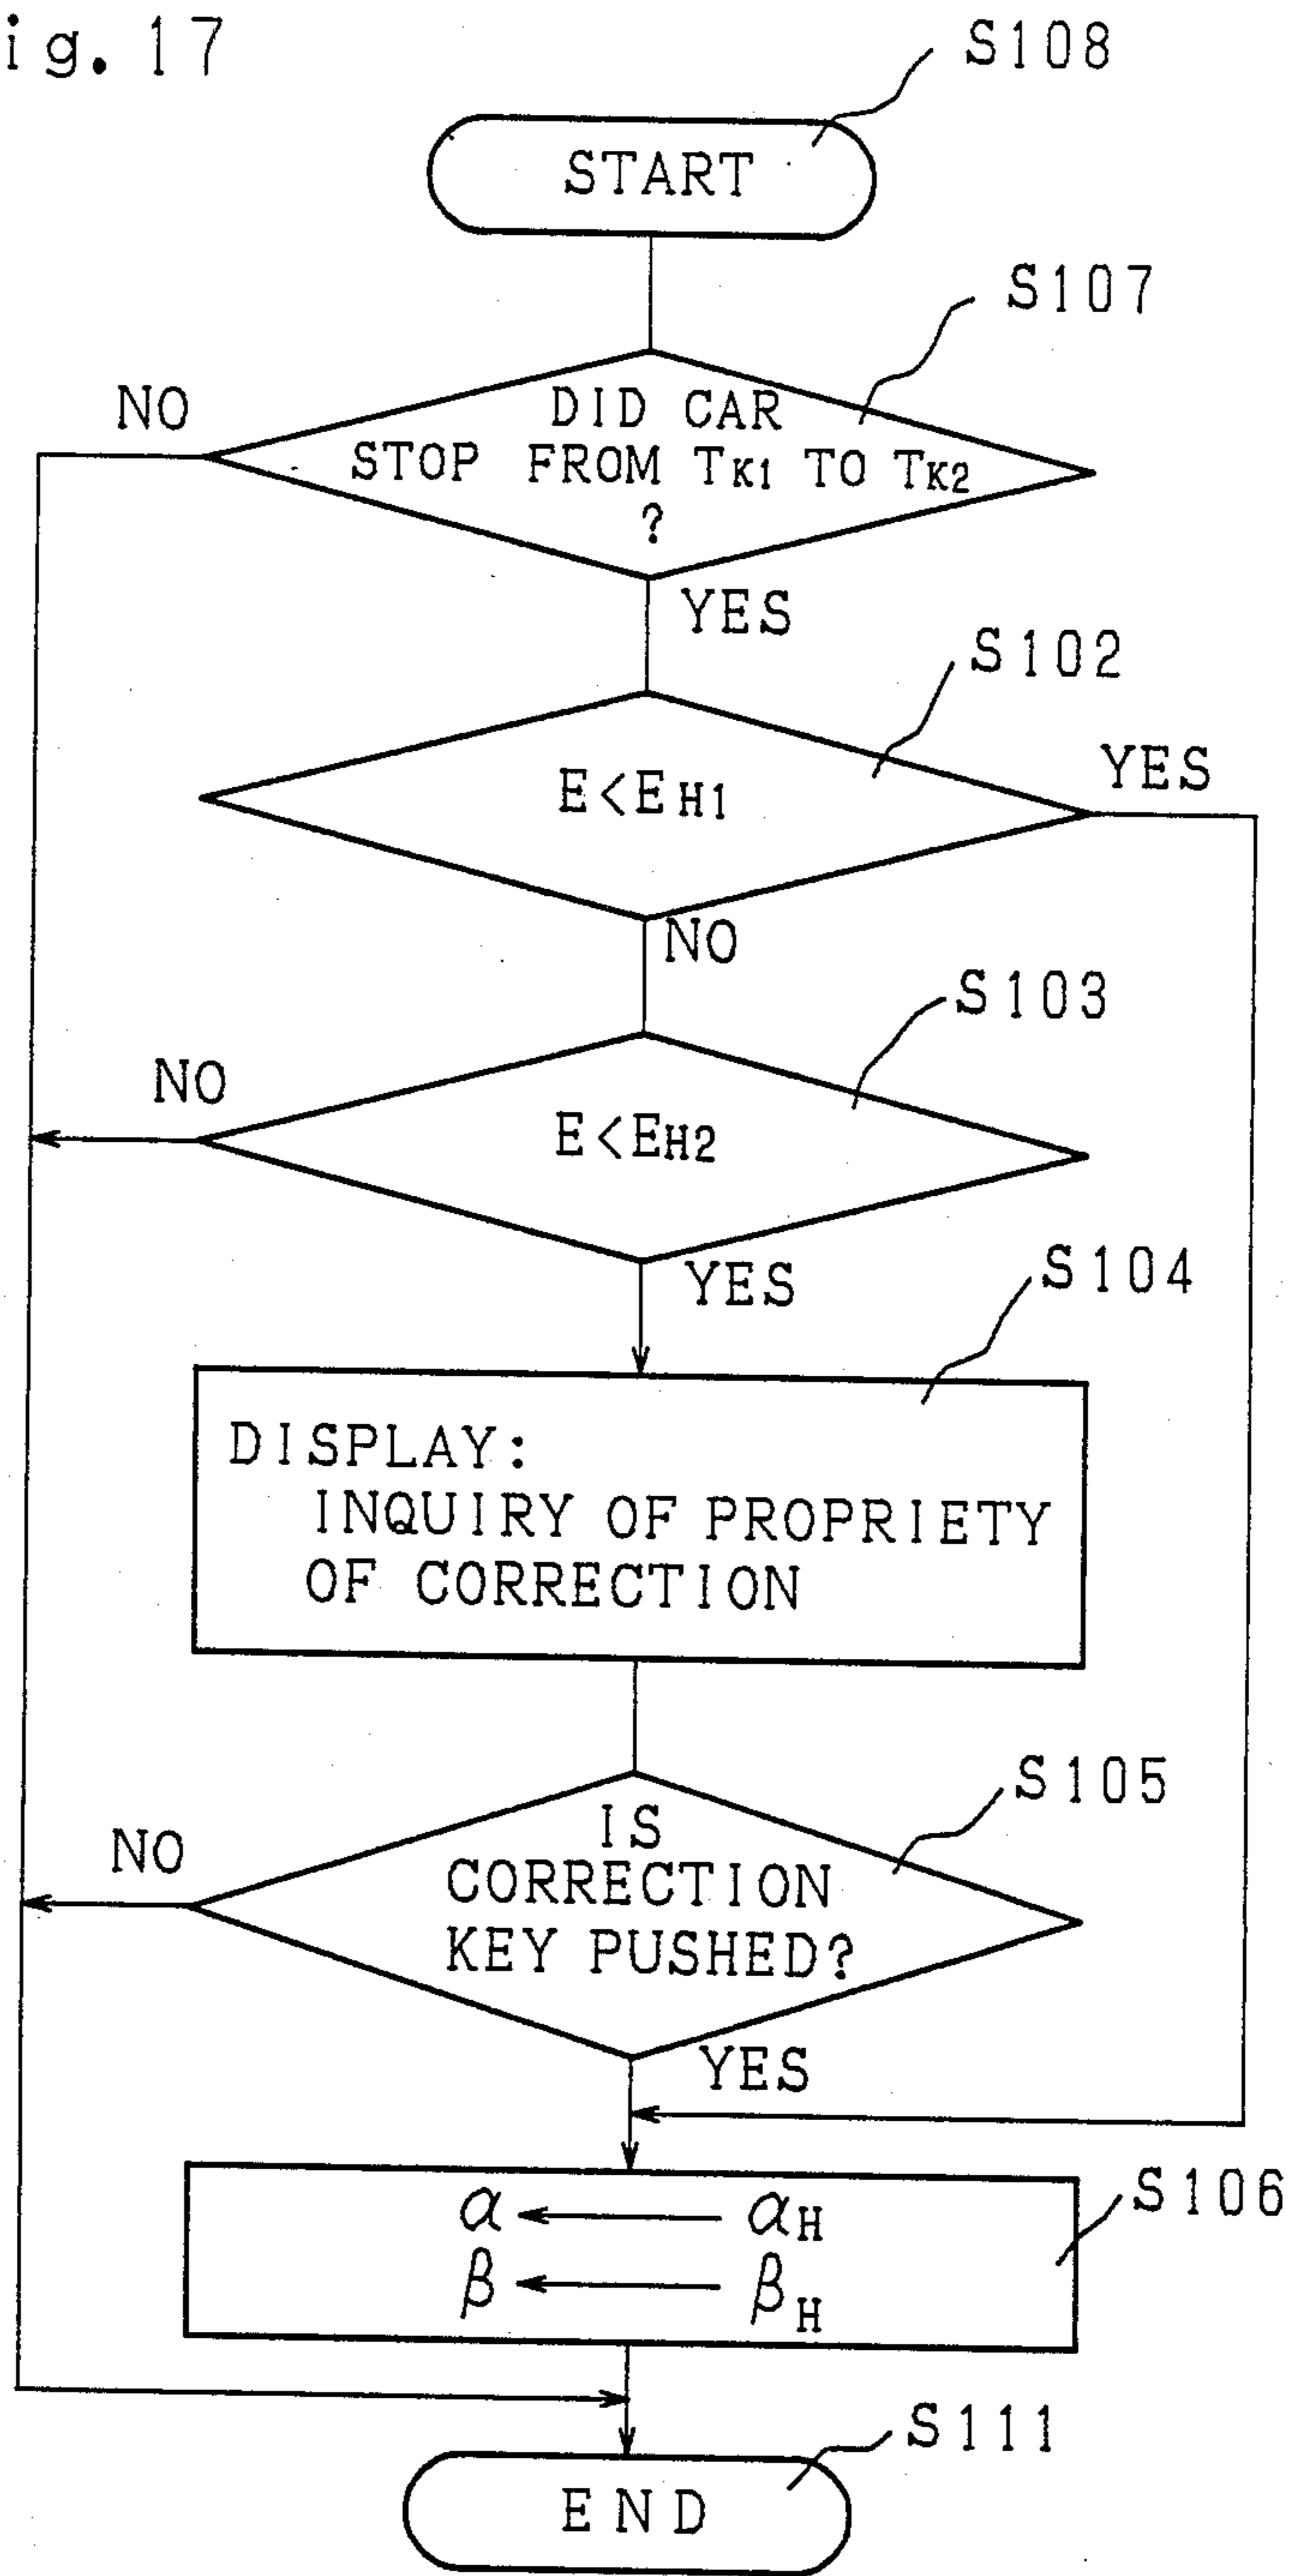 ig. 17
S108
START
S107
NO
DID CAR
STOP FROM TK1 TO TK2
?
YES
S102
E<EH1
YES
NO
S103
NO
E<EH2
YES
S104
DISPLAY:
INQUIRY OF PROPRIETY
OF CORRECTION
S105
NO
IS
CORRECTION
KEY PUSHED?
YES
S106
α ← αH
β ← βH
S111
END